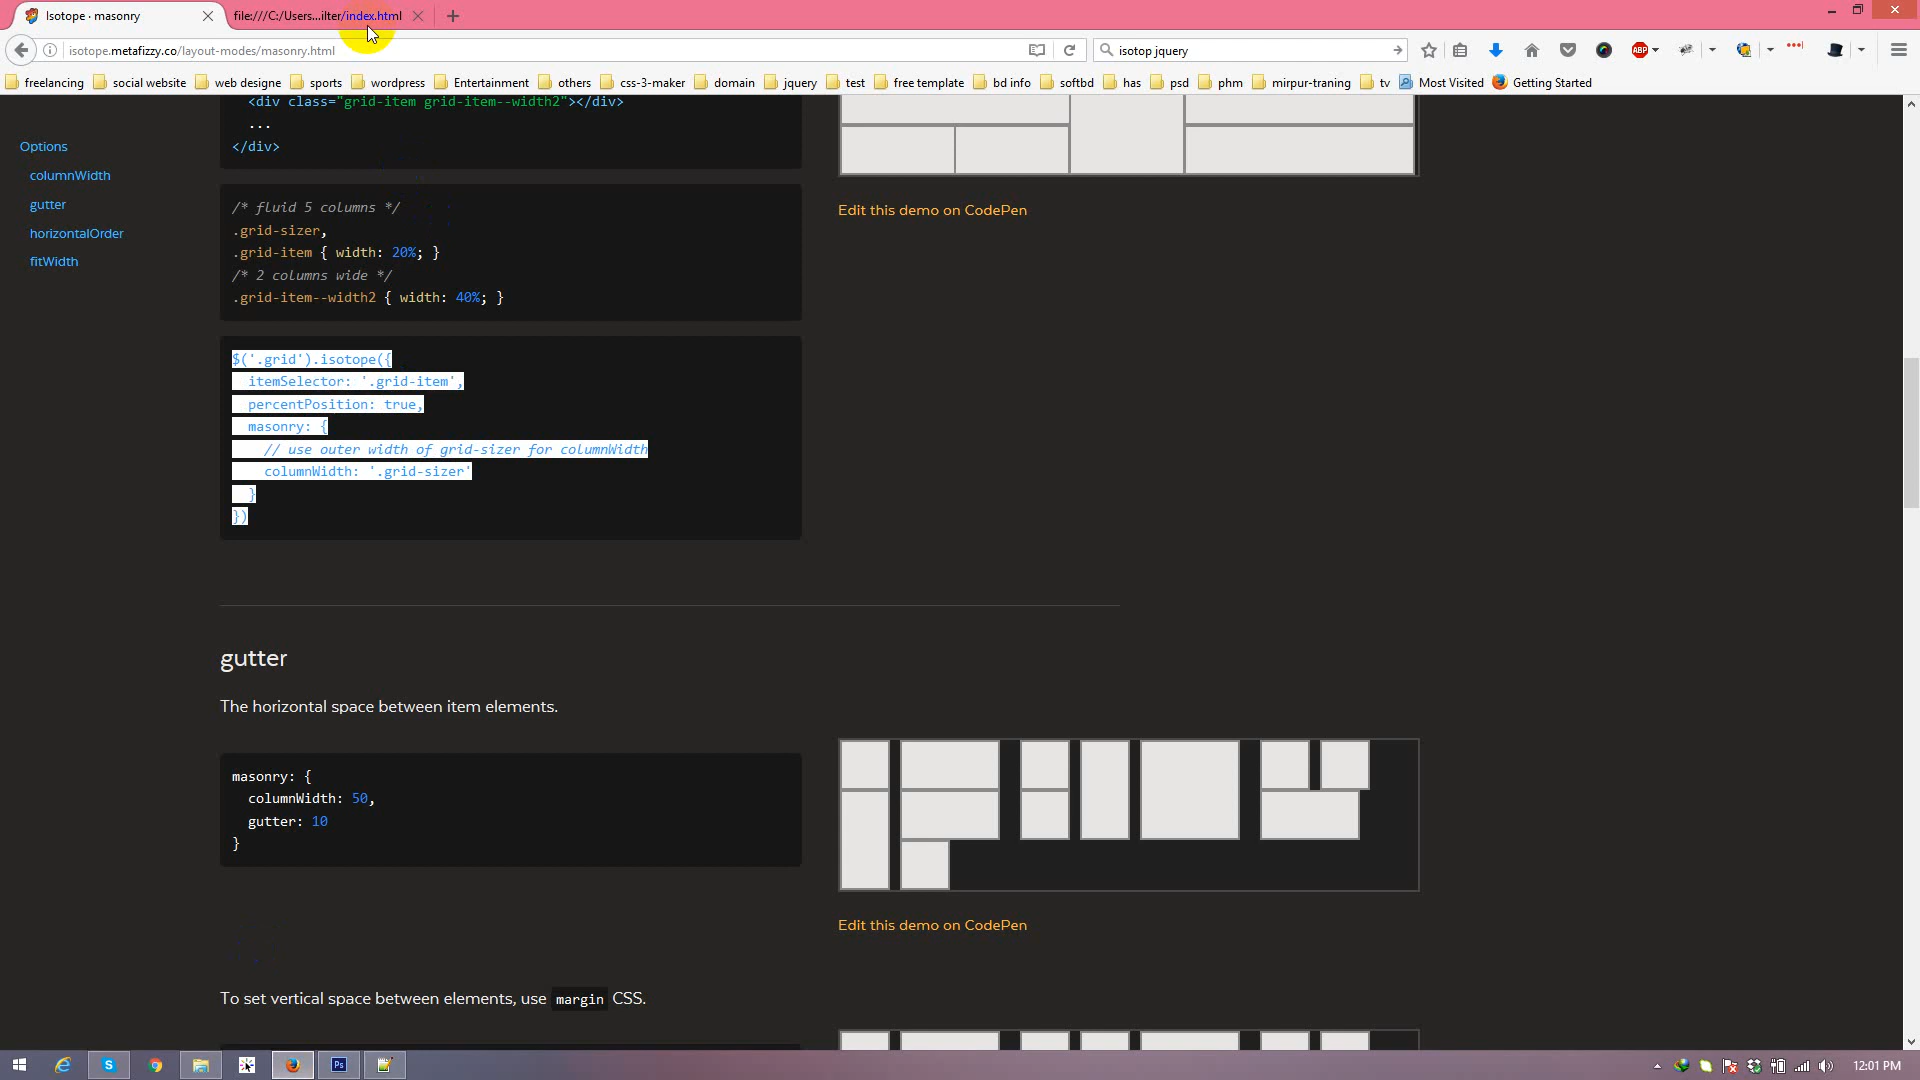 Isotope · masonry
file:///C:/Users...ilter/index.html
isotope.metafizzy.co/layout-modes/masonry.html
isotop jquery
ABP
freelancing social website web designe sports wordpress Entertainment others css-3-maker domain jquery test free template bd info softbd has psd phm mirpur-traning tv Most Visited Getting Started
Options
columnWidth
gutter
horizontalOrder
fitWidth
<div class="grid-item grid-item--width2"></div>
...
</div>
/* fluid 5 columns */
.grid-sizer,
.grid-item { width: 20%; }
/* 2 columns wide */
.grid-item--width2 { width: 40%; }
$('.grid').isotope({
itemSelector: '.grid-item',
percentPosition: true,
masonry: {
// use outer width of grid-sizer for columnWidth
columnWidth: '.grid-sizer'
}
})
Edit this demo on CodePen
gutter
The horizontal space between item elements.
masonry: {
columnWidth: 50,
gutter: 10
}
Edit this demo on CodePen
To set vertical space between elements, use margin CSS.
Ps
12:01 PM